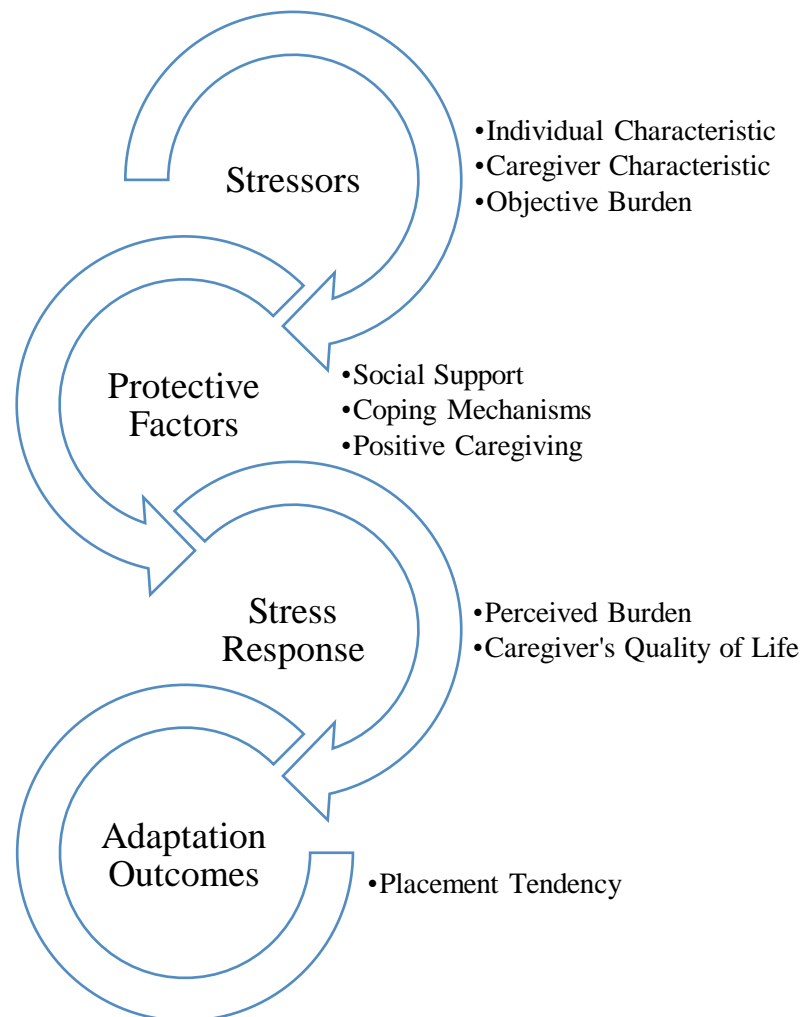 Stressors
•Individual Characteristic
•Caregiver Characteristic
•Objective Burden
Protective
Factors
•Social Support
•Coping Mechanisms
•Positive Caregiving
Stress
Response
•Perceived Burden
•Caregiver's Quality of Life
Adaptation
Outcomes
•Placement Tendency